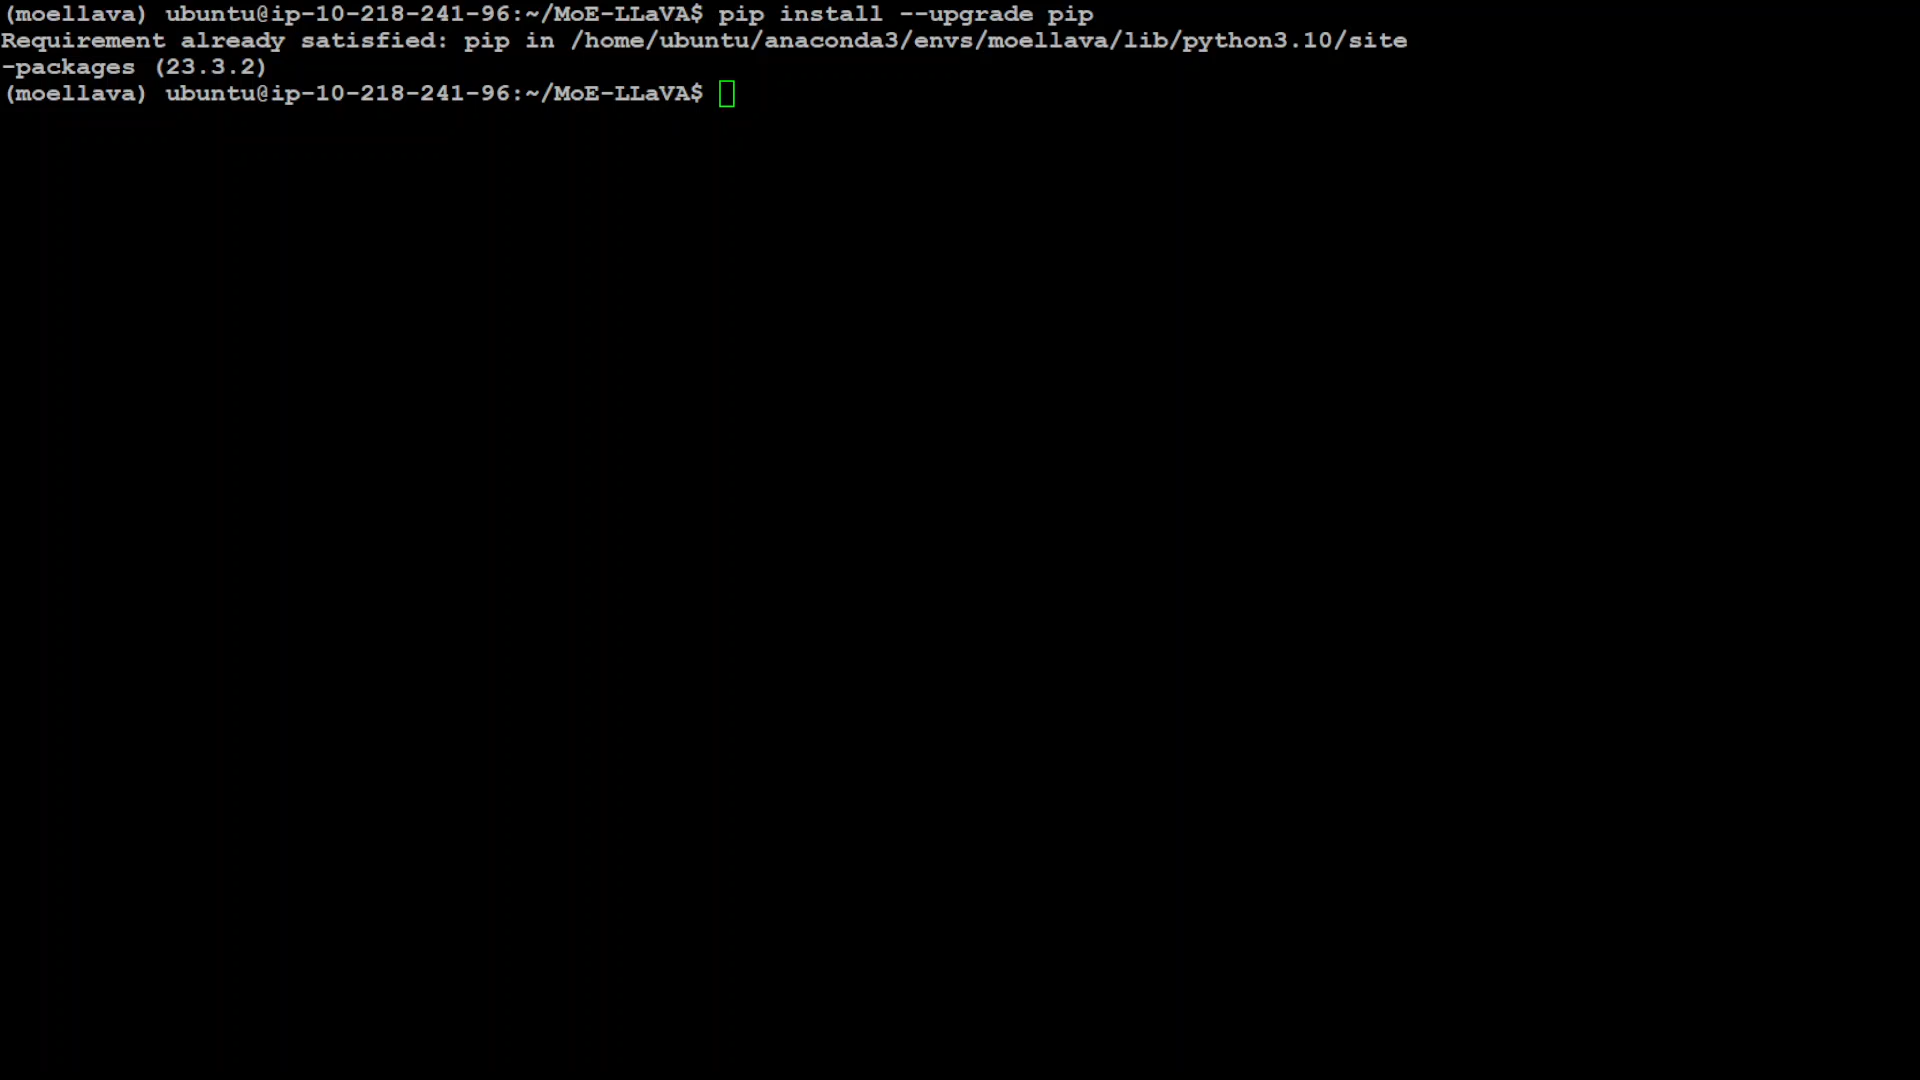 (moellava) ubuntu@ip-10-218-241-96:~/MoE-LLaVA$ pip install --upgrade pip
Requirement already satisfied: pip in /home/ubuntu/anaconda3/envs/moellava/lib/python3.10/site
-packages (23.3.2)
(moellava) ubuntu@ip-10-218-241-96:~/MoE-LLaVA$